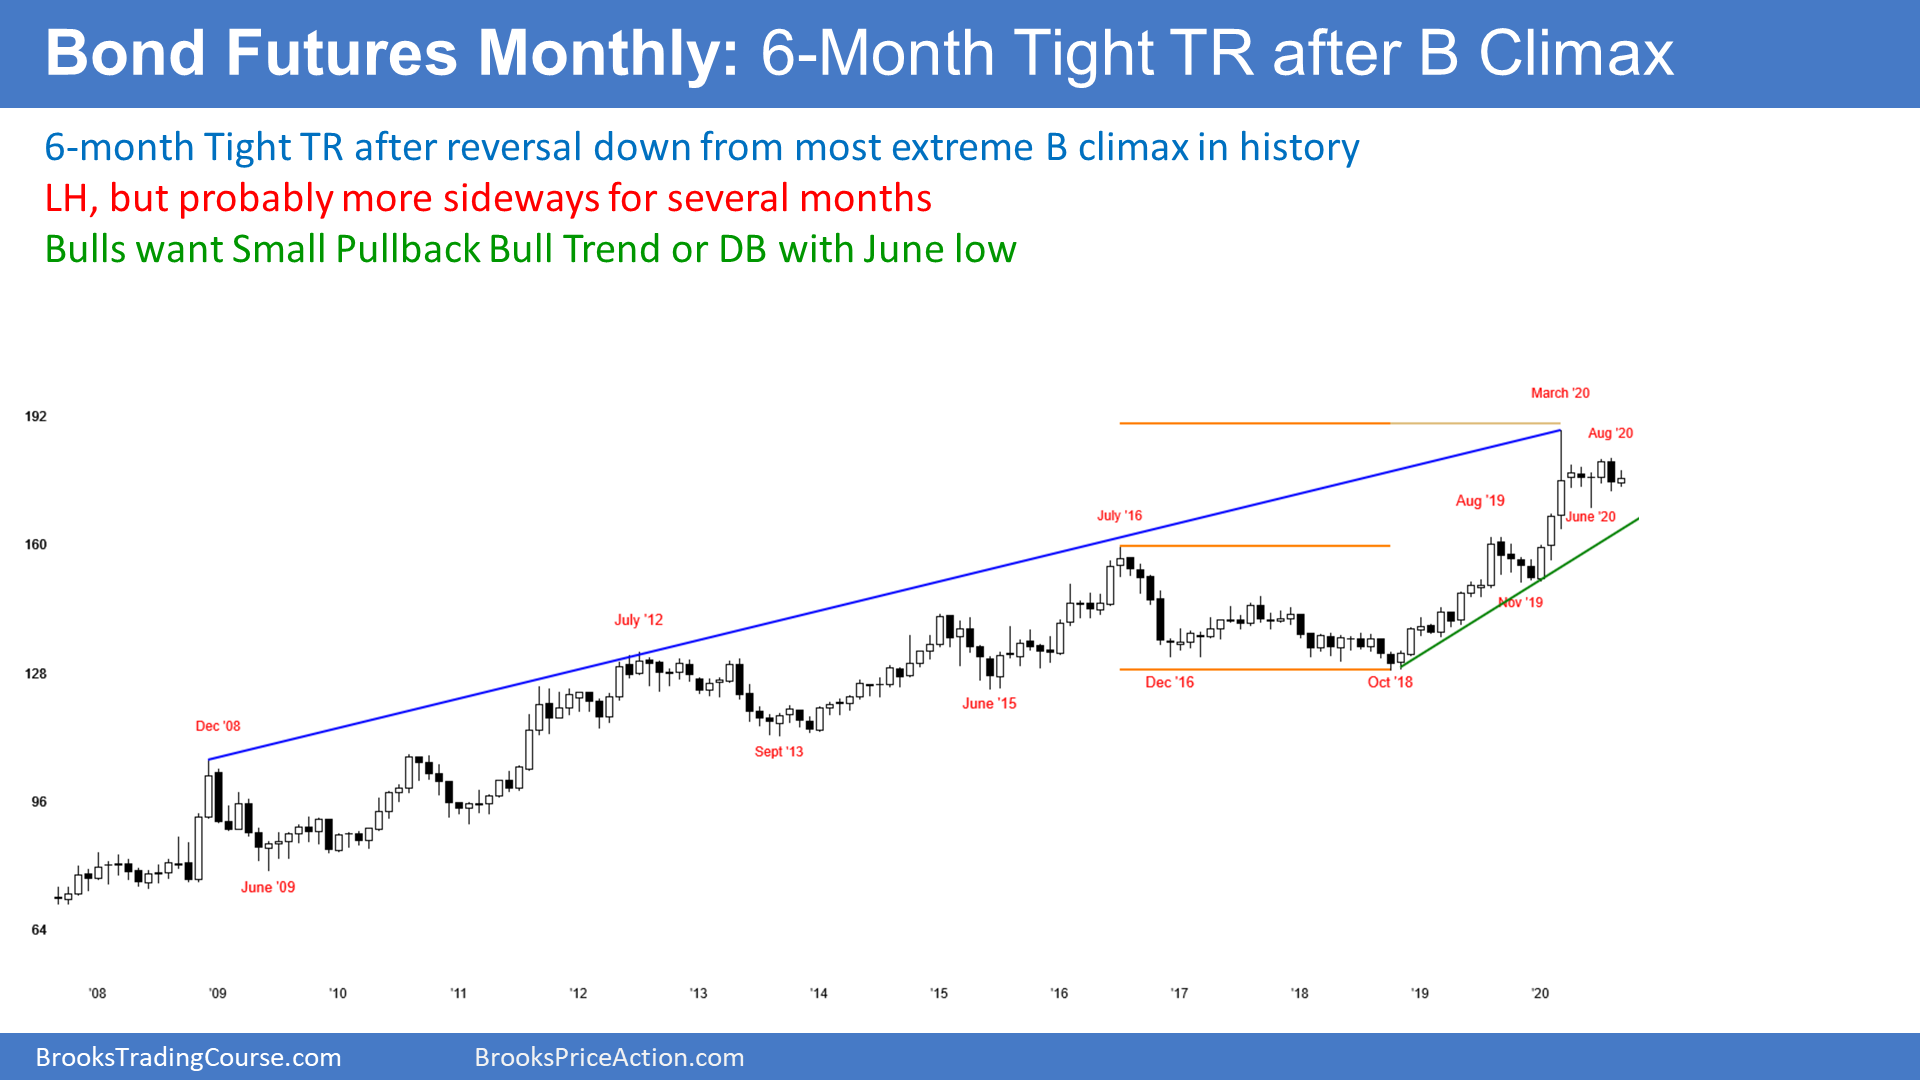 Bond Futures Monthly: 6-Month Tight TR after B Climax
6-month Tight TR after reversal down from most extreme B climax in history
LH, but probably more sideways for several months
Bulls want Small Pullback Bull Trend or DB with June low
March '20
192
Aug '20
Aug '19
July '16
June '20
160
Nov '19
July '12
128
Dec '16
Oct '18
June '15
Dec '08
Sept '13
96
June '09
64
'08
'09
'10
'11
'12
'13
'14
'15
'16
'17
'18
'19
'20
BrooksTradingCourse.com
BrooksPriceAction.com